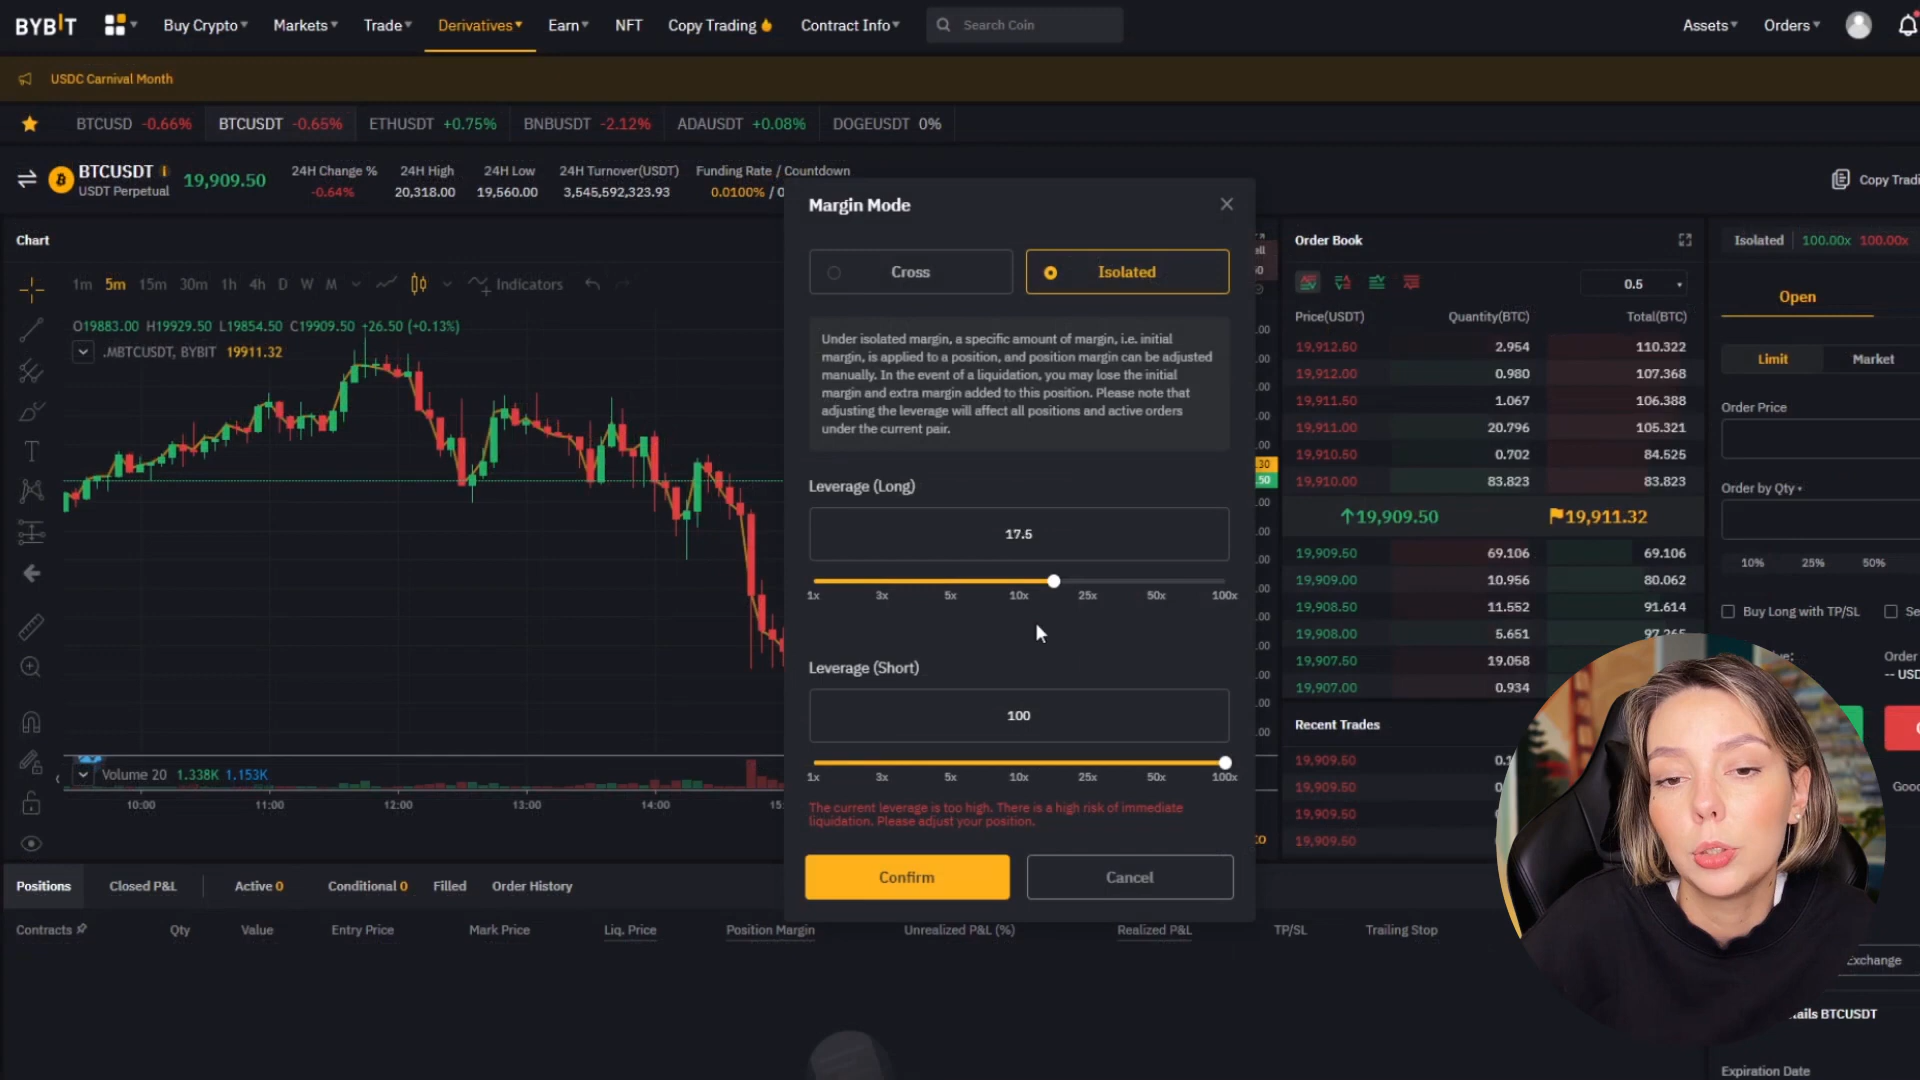 BYBIT
Buy Crypto
Markets
Trade
Derivatives
Earn
NFT
Copy Trading
Contract Info
Search Coin
Assets
Orders
USDC Carnival Month
BTCUSD -0.66%
BTCUSDT -0.65%
ETHUSDT +0.75%
BNBUSDT -2.12%
ADAUSDT +0.08%
DOGEUSDT 0%
BTCUSDT
USDT Perpetual
19,909.50
24H Change %
-0.64%
24H High
20,318.00
24H Low
19,560.00
24H Turnover(USDT)
3,545,592,323.93
Funding Rate / Countdown
0.0100% / 0
Copy Tradi
Chart
1m 5m 15m 30m 1h 4h D W M
Indicators
O19883.00 H19929.50 L19854.50 C19909.50 +26.50 (+0.13%)
.MBTCUSDT, BYBIT 19911.32
Volume 20 1.338K 1.153K
10:00 11:00 12:00 13:00 14:00 15:
Margin Mode
Cross
Isolated
Under isolated margin, a specific amount of margin, i.e. initial
margin, is applied to a position, and position margin can be adjusted
manually. In the event of a liquidation, you may lose the initial
margin and extra margin added to this position. Please note that
adjusting the leverage will affect all positions and active orders
under the current pair.
Leverage (Long)
17.5
1x 3x 5x 10x 25x 50x 100x
Leverage (Short)
100
1x 3x 5x 10x 25x 50x 100x
The current leverage is too high. There is a high risk of immediate
liquidation. Please adjust your position.
Confirm
Cancel
Order Book
0.5
Price(USDT) Quantity(BTC) Total(BTC)
19,912.50 2.954 110.322
19,912.00 0.980 107.368
19,911.50 1.067 106.388
19,911.00 20.796 105.321
19,910.50 0.702 84.525
19,910.00 83.823 83.823
19,909.50 19,911.32
19,909.50 69.106 69.106
19,909.00 10.956 80.062
19,908.50 11.552 91.614
19,908.00 5.651 97.265
19,907.50 19.058
19,907.00 0.934
Recent Trades
19,909.50
19,909.50
19,909.50
19,909.50
Isolated 100.00x 100.00x
Open
Limit
Market
Order Price
Order by Qty
10% 25% 50%
Buy Long with TP/SL
Se
Order
-- USD
Goo
Exchange
ails BTCUSDT
Expiration Date
Positions
Closed P&L
Active 0
Conditional 0
Filled
Order History
Contracts
Qty
Value
Entry Price
Mark Price
Liq. Price
Position Margin
Unrealized P&L (%)
Realized P&L
TP/SL
Trailing Stop